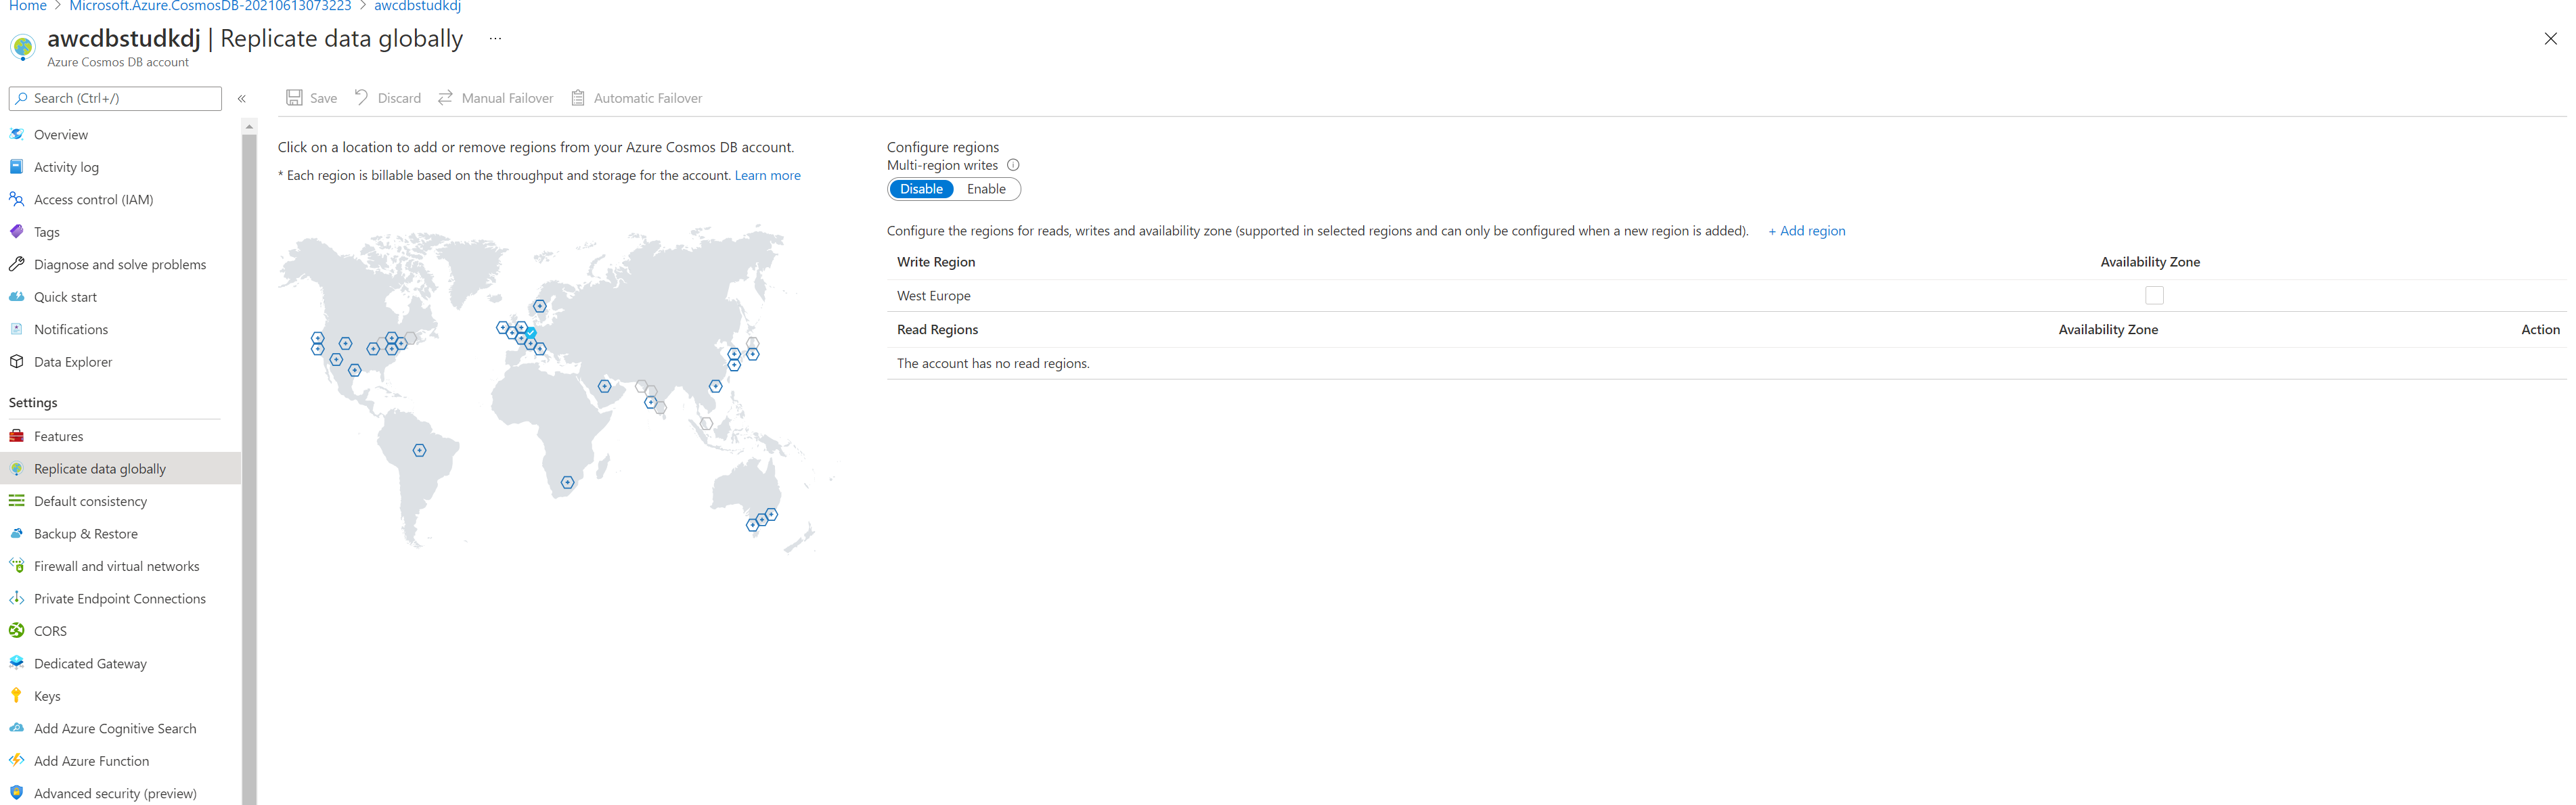 Home > Microsoft.Azure.CosmosDB-20210613073223 > awcdbstudkdj
awcdbstudkdj | Replicate data globally ...
Azure Cosmos DB account
Search (Ctrl+/)
Overview
Activity log
Access control (IAM)
Tags
Diagnose and solve problems
Quick start
Notifications
Data Explorer
Settings
Features
Replicate data globally
Default consistency
Backup & Restore
Firewall and virtual networks
Private Endpoint Connections
CORS
Dedicated Gateway
Keys
Add Azure Cognitive Search
Add Azure Function
Advanced security (preview)
Save Discard Manual Failover Automatic Failover
Click on a location to add or remove regions from your Azure Cosmos DB account.
* Each region is billable based on the throughput and storage for the account. Learn more
Configure regions
Multi-region writes
Disable Enable
Configure the regions for reads, writes and availability zone (supported in selected regions and can only be configured when a new region is added). + Add region
Write Region Availability Zone
West Europe
Read Regions Availability Zone Action
The account has no read regions.